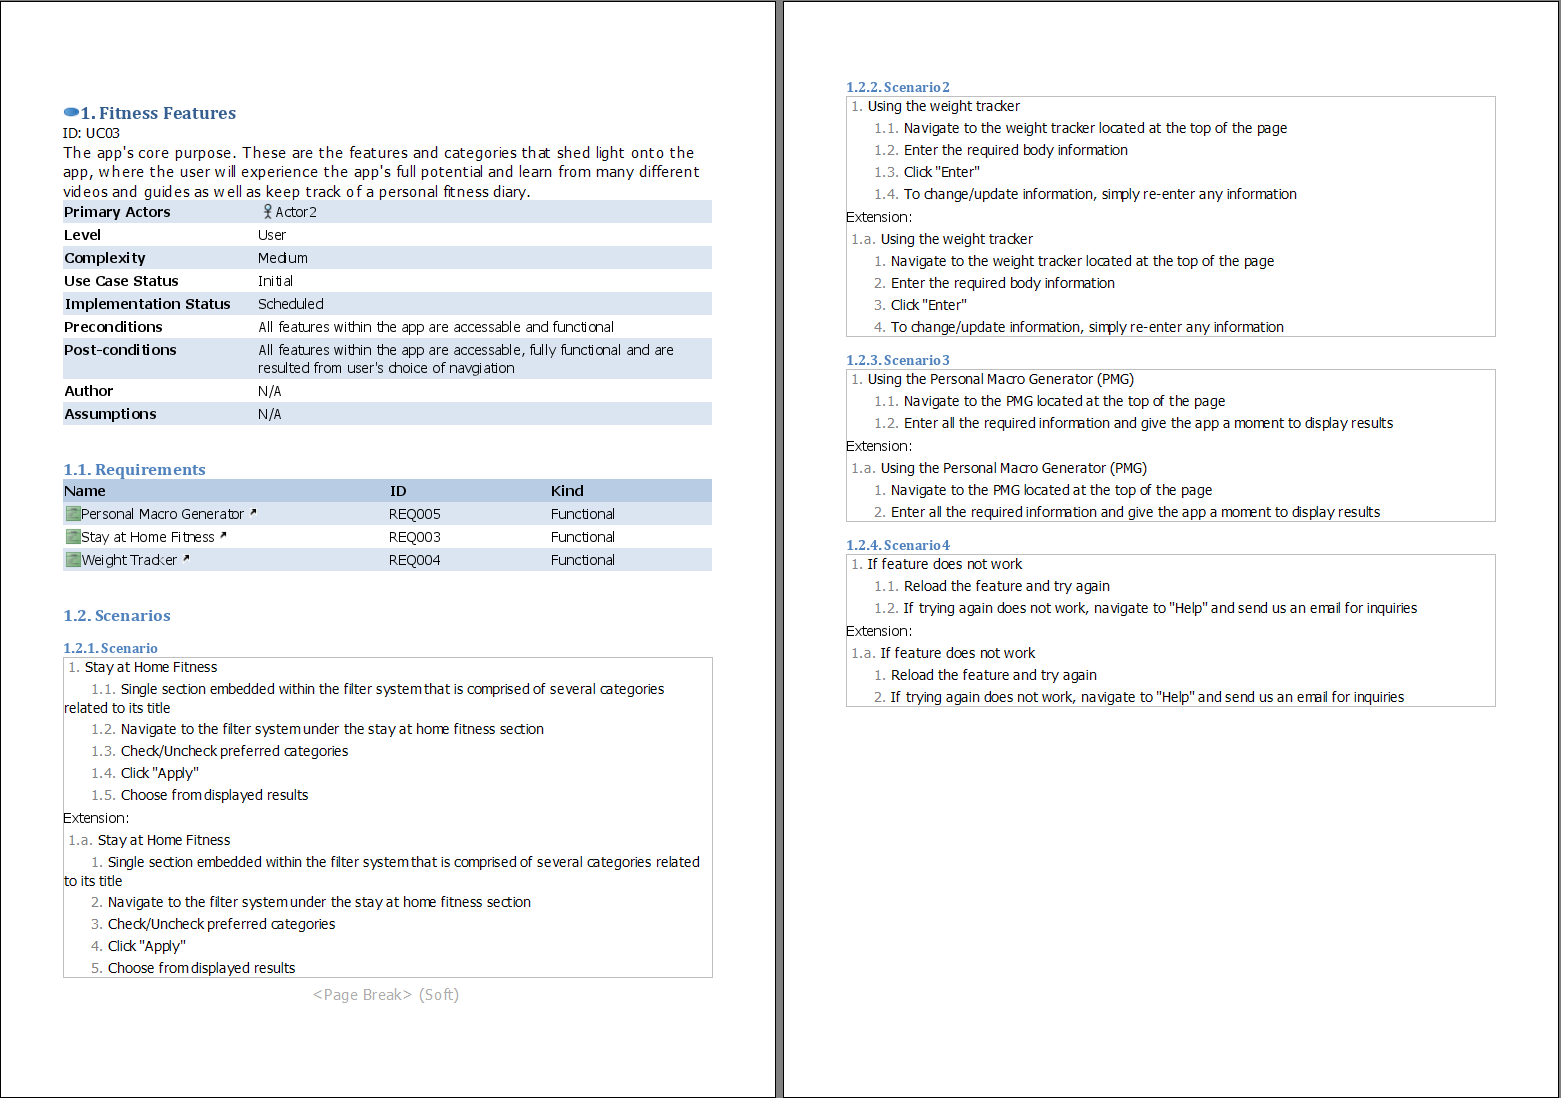 1. Fitness Features
ID: UC03
The app's core purpose. These are the features and categories that shed light onto the
app, where the user will experience the app's full potential and learn from many different
videos and guides as well as keep track of a personal fitness diary.
Primary Actors Actor2
Level User
Complexity Medium
Use Case Status Initial
Implementation Status Scheduled
Preconditions All features within the app are accessable and functional
Post-conditions All features within the app are accessable, fully functional and are
resulted from user's choice of navgiation
Author N/A
Assumptions N/A
1.1. Requirements
Name ID Kind
Personal Macro Generator REQ005 Functional
Stay at Home Fitness REQ003 Functional
Weight Tracker REQ004 Functional
1.2. Scenarios
1.2.1. Scenario
1. Stay at Home Fitness
1.1. Single section embedded within the filter system that is comprised of several categories
related to its title
1.2. Navigate to the filter system under the stay at home fitness section
1.3. Check/Uncheck preferred categories
1.4. Click "Apply"
1.5. Choose from displayed results
Extension:
1.a. Stay at Home Fitness
1. Single section embedded within the filter system that is comprised of several categories related
to its title
2. Navigate to the filter system under the stay at home fitness section
3. Check/Uncheck preferred categories
4. Click "Apply"
5. Choose from displayed results
<Page Break> (Soft)
1.2.2. Scenario2
1. Using the weight tracker
1.1. Navigate to the weight tracker located at the top of the page
1.2. Enter the required body information
1.3. Click "Enter"
1.4. To change/update information, simply re-enter any information
Extension:
1.a. Using the weight tracker
1. Navigate to the weight tracker located at the top of the page
2. Enter the required body information
3. Click "Enter"
4. To change/update information, simply re-enter any information
1.2.3. Scenario3
1. Using the Personal Macro Generator (PMG)
1.1. Navigate to the PMG located at the top of the page
1.2. Enter all the required information and give the app a moment to display results
Extension:
1.a. Using the Personal Macro Generator (PMG)
1. Navigate to the PMG located at the top of the page
2. Enter all the required information and give the app a moment to display results
1.2.4. Scenario4
1. If feature does not work
1.1. Reload the feature and try again
1.2. If trying again does not work, navigate to "Help" and send us an email for inquiries
Extension:
1.a. If feature does not work
1. Reload the feature and try again
2. If trying again does not work, navigate to "Help" and send us an email for inquiries